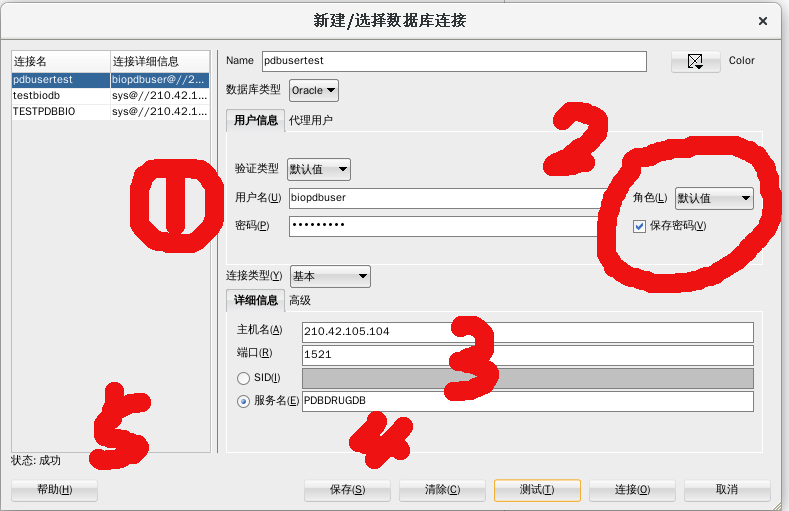 新建/选择数据库连接
连接名 连接详细信息
pdbusertest biopdbuser@//2...
testbiodb sys@//210.42.1...
TESTPDBBIO sys@//210.42.1...
Name pdbusertest Color
数据库类型 Oracle
用户信息 代理用户
2
验证类型 默认值
①
用户名(U) biopdbuser 角色(L) 默认值
密码(P) ••••••••• 保存密码(V)
连接类型(Y) 基本
详细信息 高级
主机名(A) 210.42.105.104
端口(R) 1521
3
SID(I)
服务名(E) PDBDRUGDB
5
4
状态: 成功
帮助(H) 保存(S) 清除(C) 测试(T) 连接(O) 取消